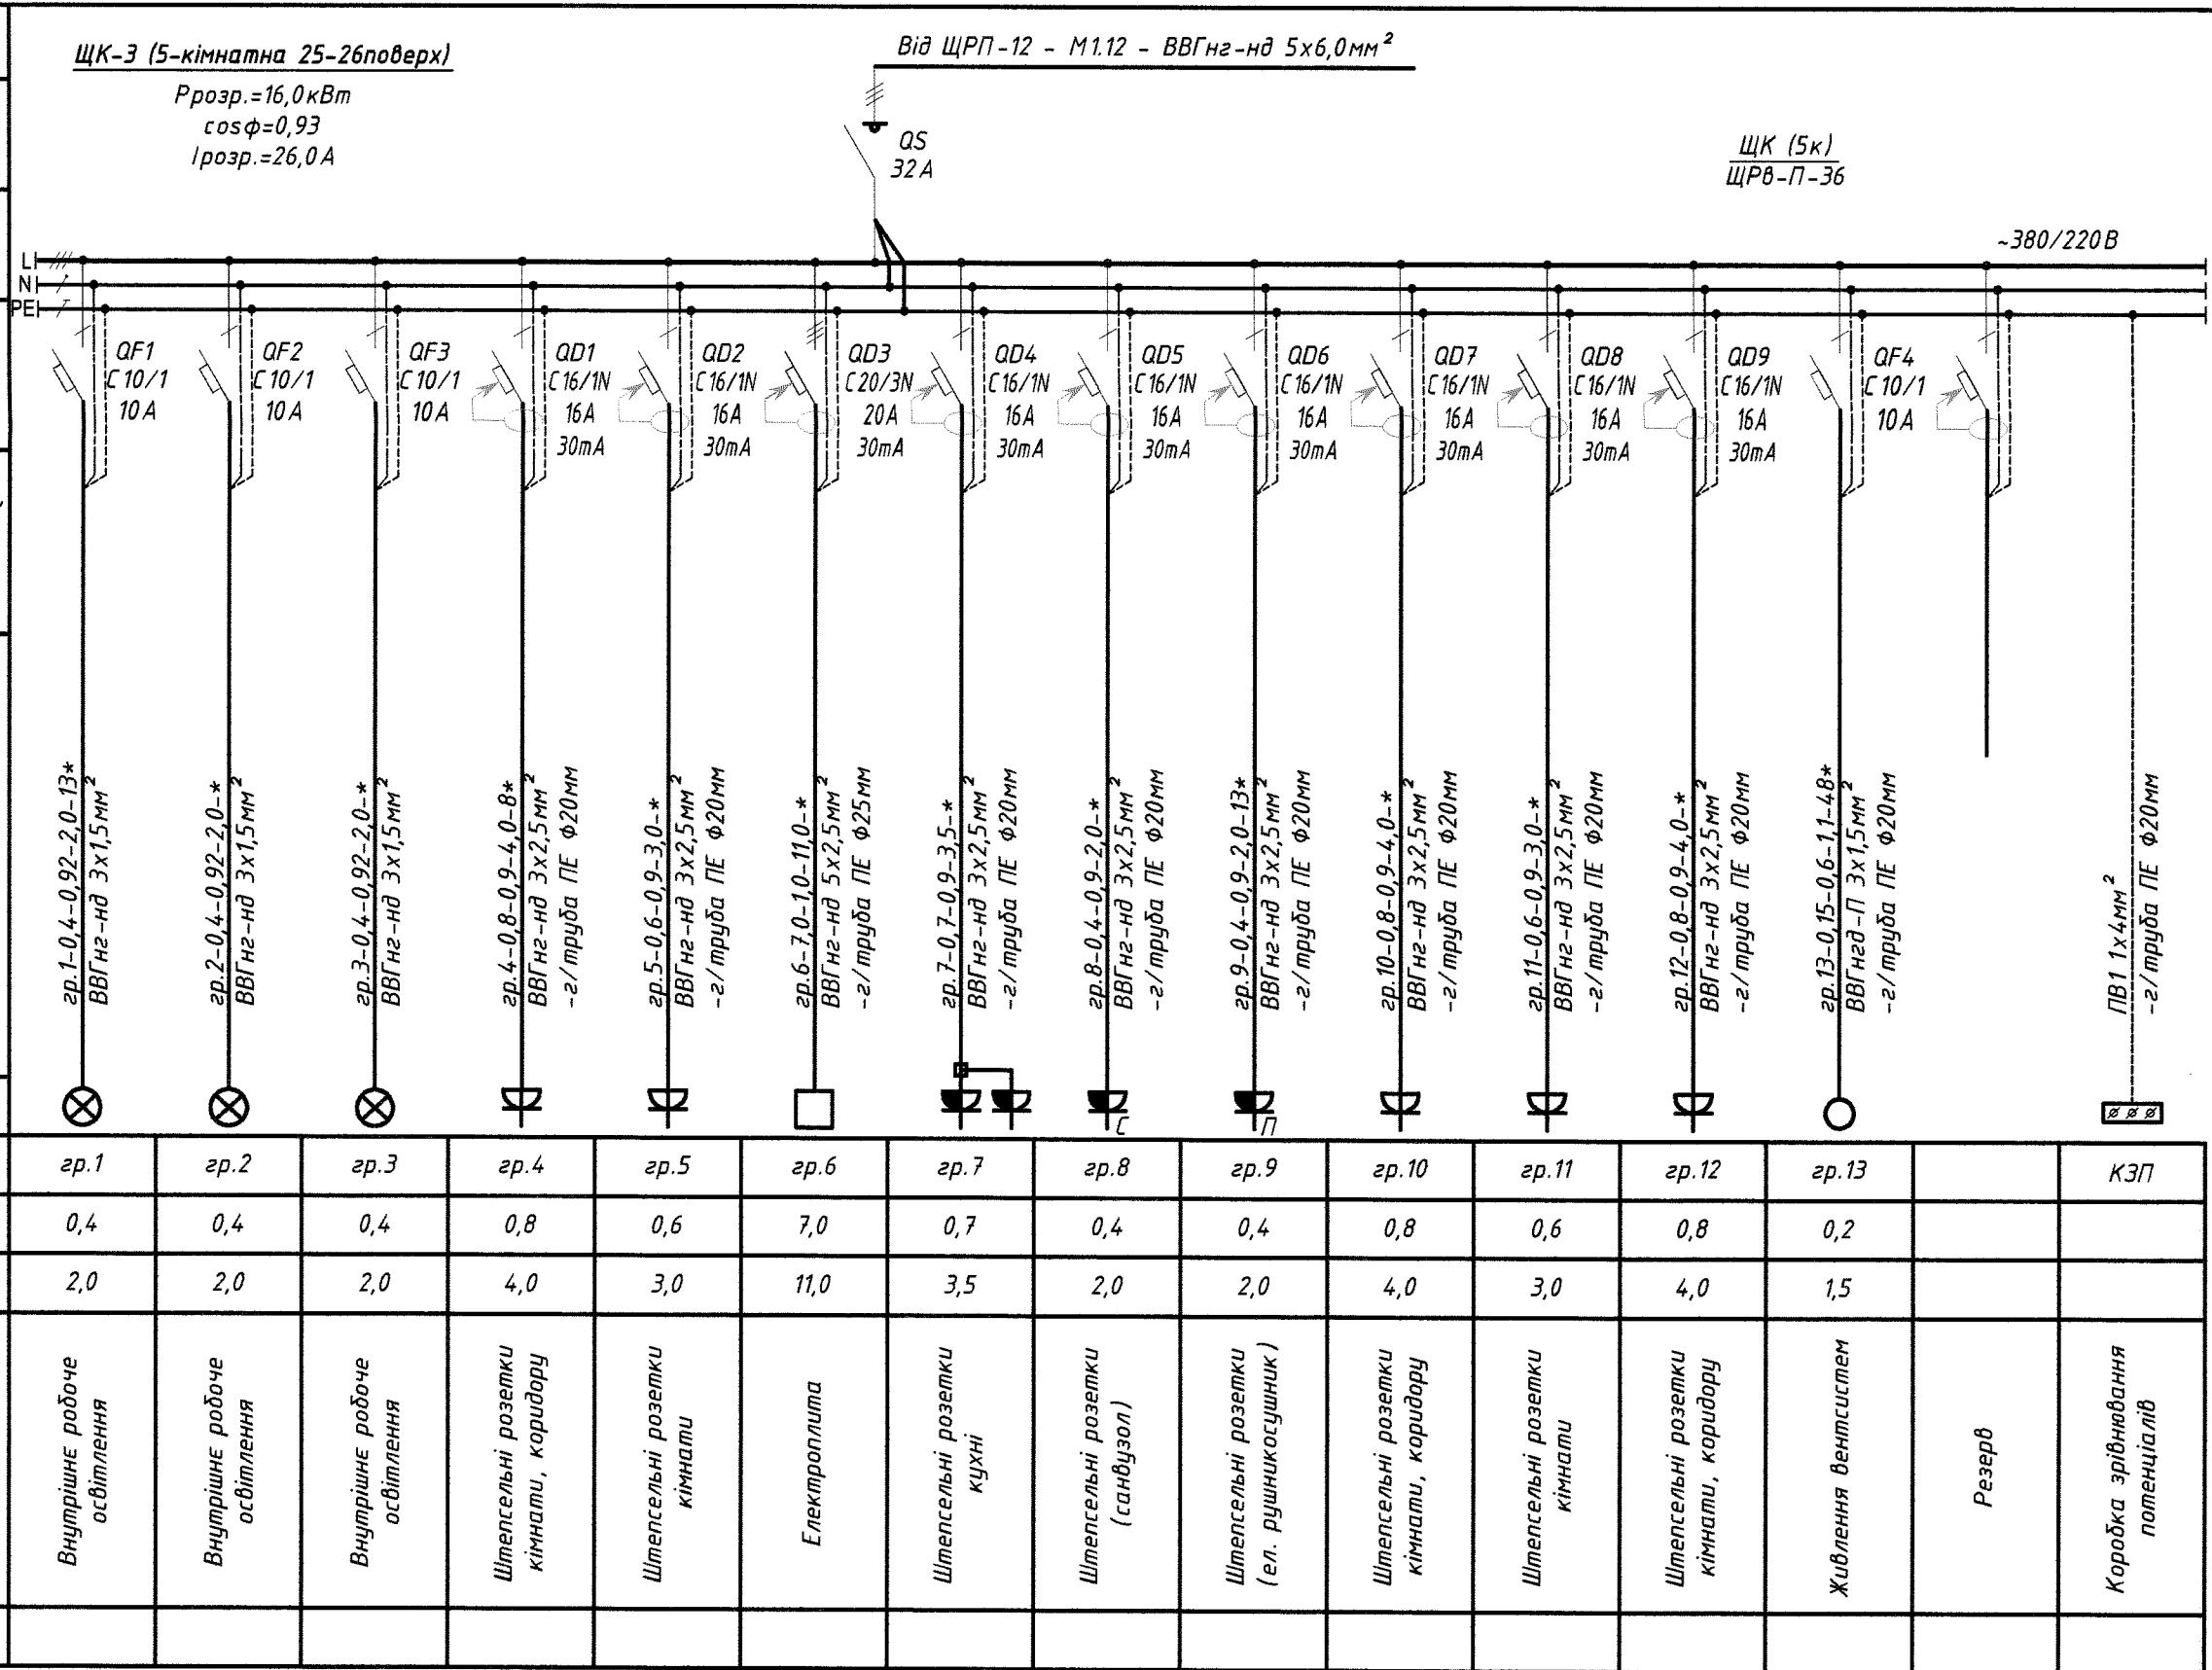 ЩК-3 (5-кімнатна 25-26поверх)
Pрозр.=16,0кВт
cosφ=0,93
Iрозр.=26,0А
Від ЩРП-12 - М1.12 - ВВГнг-нд 5х6,0мм²
QS
32А
ЩК (5к)
ЩРв-П-36
~380/220В
L
N
PE
QF1
C10/1
10А
QF2
C10/1
10А
QF3
C10/1
10А
QD1
C16/1N
16А
30mA
QD2
C16/1N
16А
30mA
QD3
C20/3N
20А
30mA
QD4
C16/1N
16А
30mA
QD5
C16/1N
16А
30mA
QD6
C16/1N
16А
30mA
QD7
C16/1N
16А
30mA
QD8
C16/1N
16А
30mA
QD9
C16/1N
16А
30mA
QF4
C10/1
10А
гр.1-0,4-0,92-2,0-13*
ВВГнг-нд 3х1,5мм²
гр.2-0,4-0,92-2,0-*
ВВГнг-нд 3х1,5мм²
гр.3-0,4-0,92-2,0-*
ВВГнг-нд 3х1,5мм²
гр.4-0,8-0,9-4,0-8*
ВВГнг-нд 3х2,5мм²
-г/труба ПЕ ф20мм
гр.5-0,6-0,9-3,0-*
ВВГнг-нд 3х2,5мм²
-г/труба ПЕ ф20мм
гр.6-7,0-1,0-11,0-*
ВВГнг-нд 5х2,5мм²
-г/труба ПЕ ф25мм
гр.7-0,7-0,9-3,5-*
ВВГнг-нд 3х2,5мм²
-г/труба ПЕ ф20мм
гр.8-0,4-0,9-2,0-*
ВВГнг-нд 3х2,5мм²
-г/труба ПЕ ф20мм
гр.9-0,4-0,9-2,0-13*
ВВГнг-нд 3х2,5мм²
-г/труба ПЕ ф20мм
гр.10-0,8-0,9-4,0-*
ВВГнг-нд 3х2,5мм²
-г/труба ПЕ ф20мм
гр.11-0,6-0,9-3,0-*
ВВГнг-нд 3х2,5мм²
-г/труба ПЕ ф20мм
гр.12-0,8-0,9-4,0-*
ВВГнг-нд 3х2,5мм²
-г/труба ПЕ ф20мм
гр.13-0,15-0,6-1,1-48*
ВВГнгд-П 3х1,5мм²
-г/труба ПЕ ф20мм
ПВ1 1х4мм²
-г/труба ПЕ ф20мм
С
П
гр.1 гр.2 гр.3 гр.4 гр.5 гр.6 гр.7 гр.8 гр.9 гр.10 гр.11 гр.12 гр.13 КЗП
0,4 0,4 0,4 0,8 0,6 7,0 0,7 0,4 0,4 0,8 0,6 0,8 0,2
2,0 2,0 2,0 4,0 3,0 11,0 3,5 2,0 2,0 4,0 3,0 4,0 1,5
Внутрішнє робоче
освітлення
Внутрішнє робоче
освітлення
Внутрішнє робоче
освітлення
Штепсельні розетки
кімнати, коридору
Штепсельні розетки
кімнати
Електроплита
Штепсельні розетки
кухні
Штепсельні розетки
(санвузол)
Штепсельні розетки
(ел. рушникосушник)
Штепсельні розетки
кімнати, коридору
Штепсельні розетки
кімнати
Штепсельні розетки
кімнати, коридору
Живлення вентсистем
Резерв
Коробка зрівнювання
потенціалів